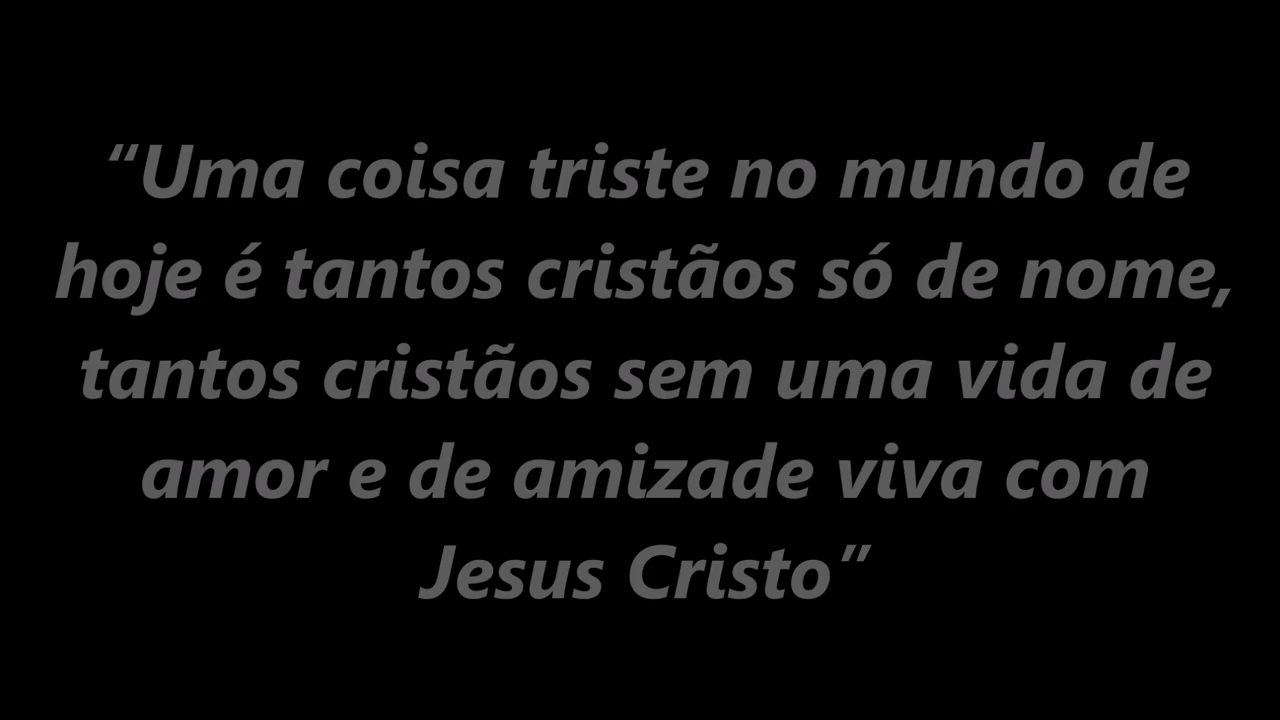 “Uma coisa triste no mundo de
hoje é tantos cristãos só de nome,
tantos cristãos sem uma vida de
amor e de amizade viva com
Jesus Cristo”